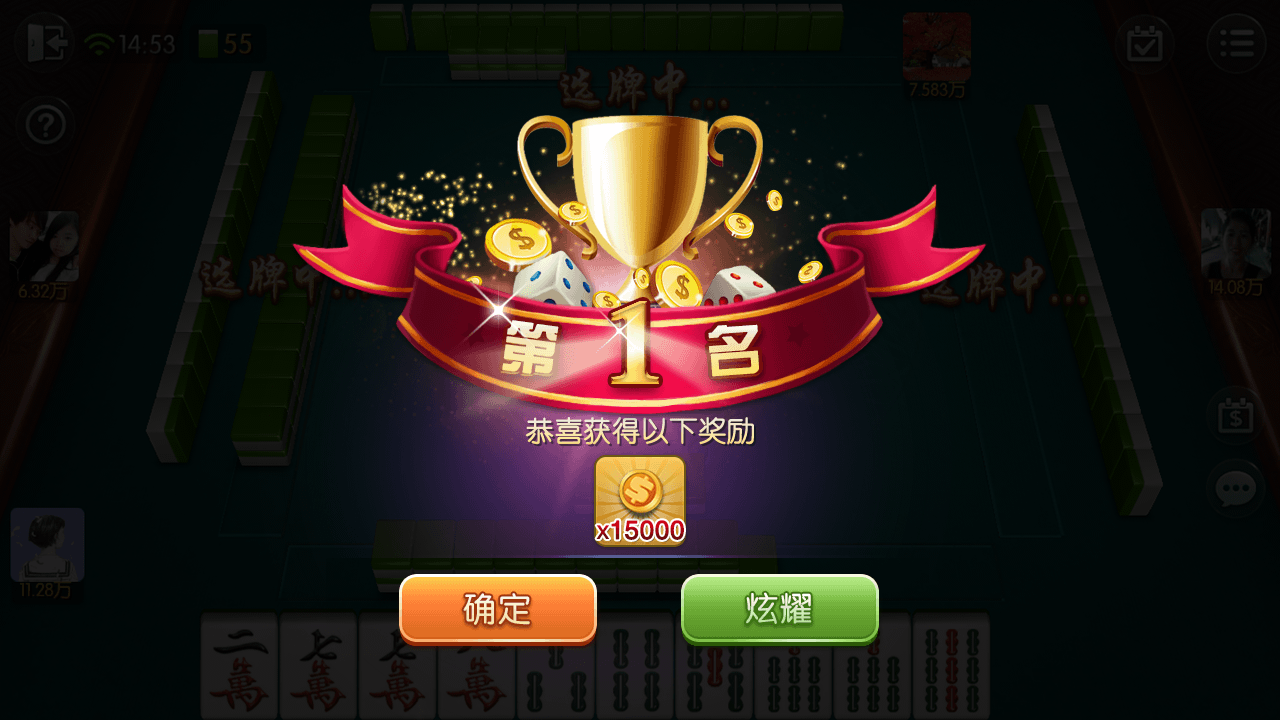 14:53
55
选牌中...
7.583万
6.32万
选牌中...
选牌中...
14.08万
第1名
恭喜获得以下奖励
x15000
11.28万
确定
炫耀
二萬
七萬
七萬
萬